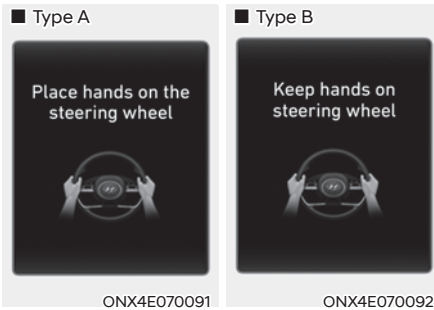 ■ Type A
Place hands on the
steering wheel
ONX4E070091
■ Type B
Keep hands on
steering wheel
ONX4E070092